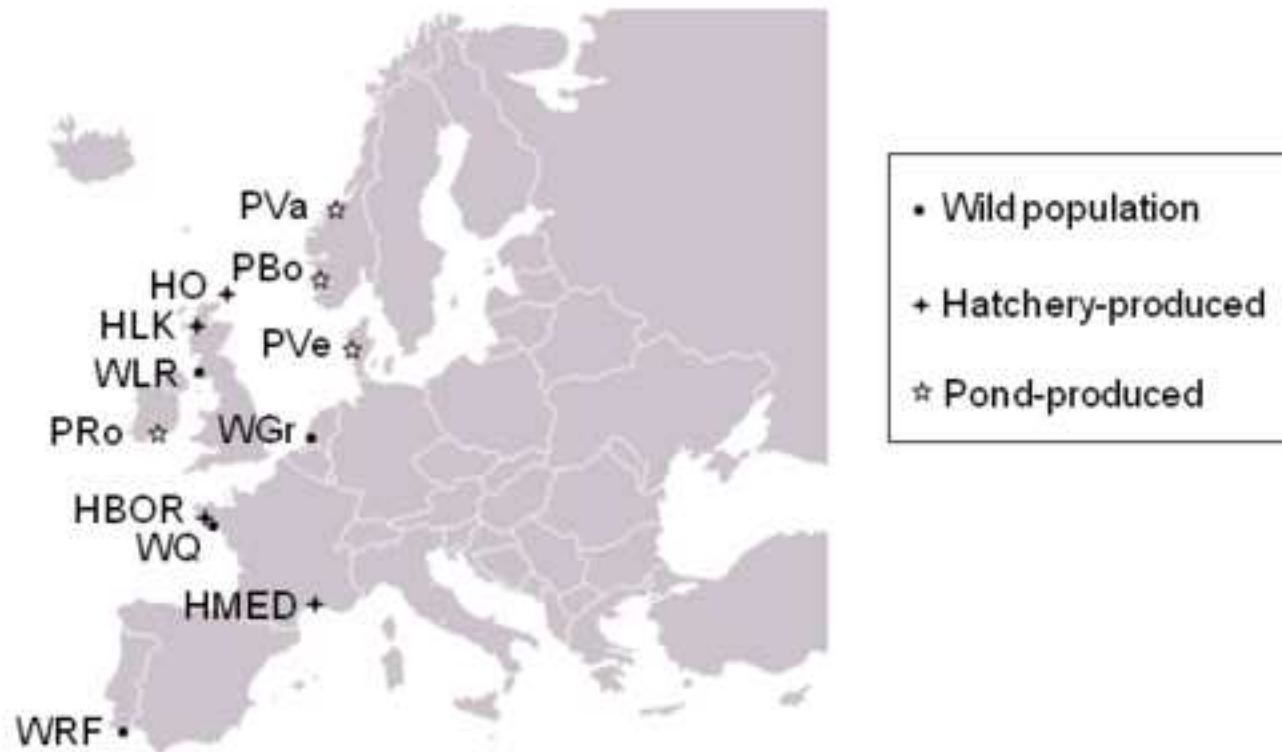 PVa
PBo
HO
HLK
PVe
WLR
PRo
WGr
HBOR
WQ
HMED
WRF
Wild population
Hatchery-produced
Pond-produced